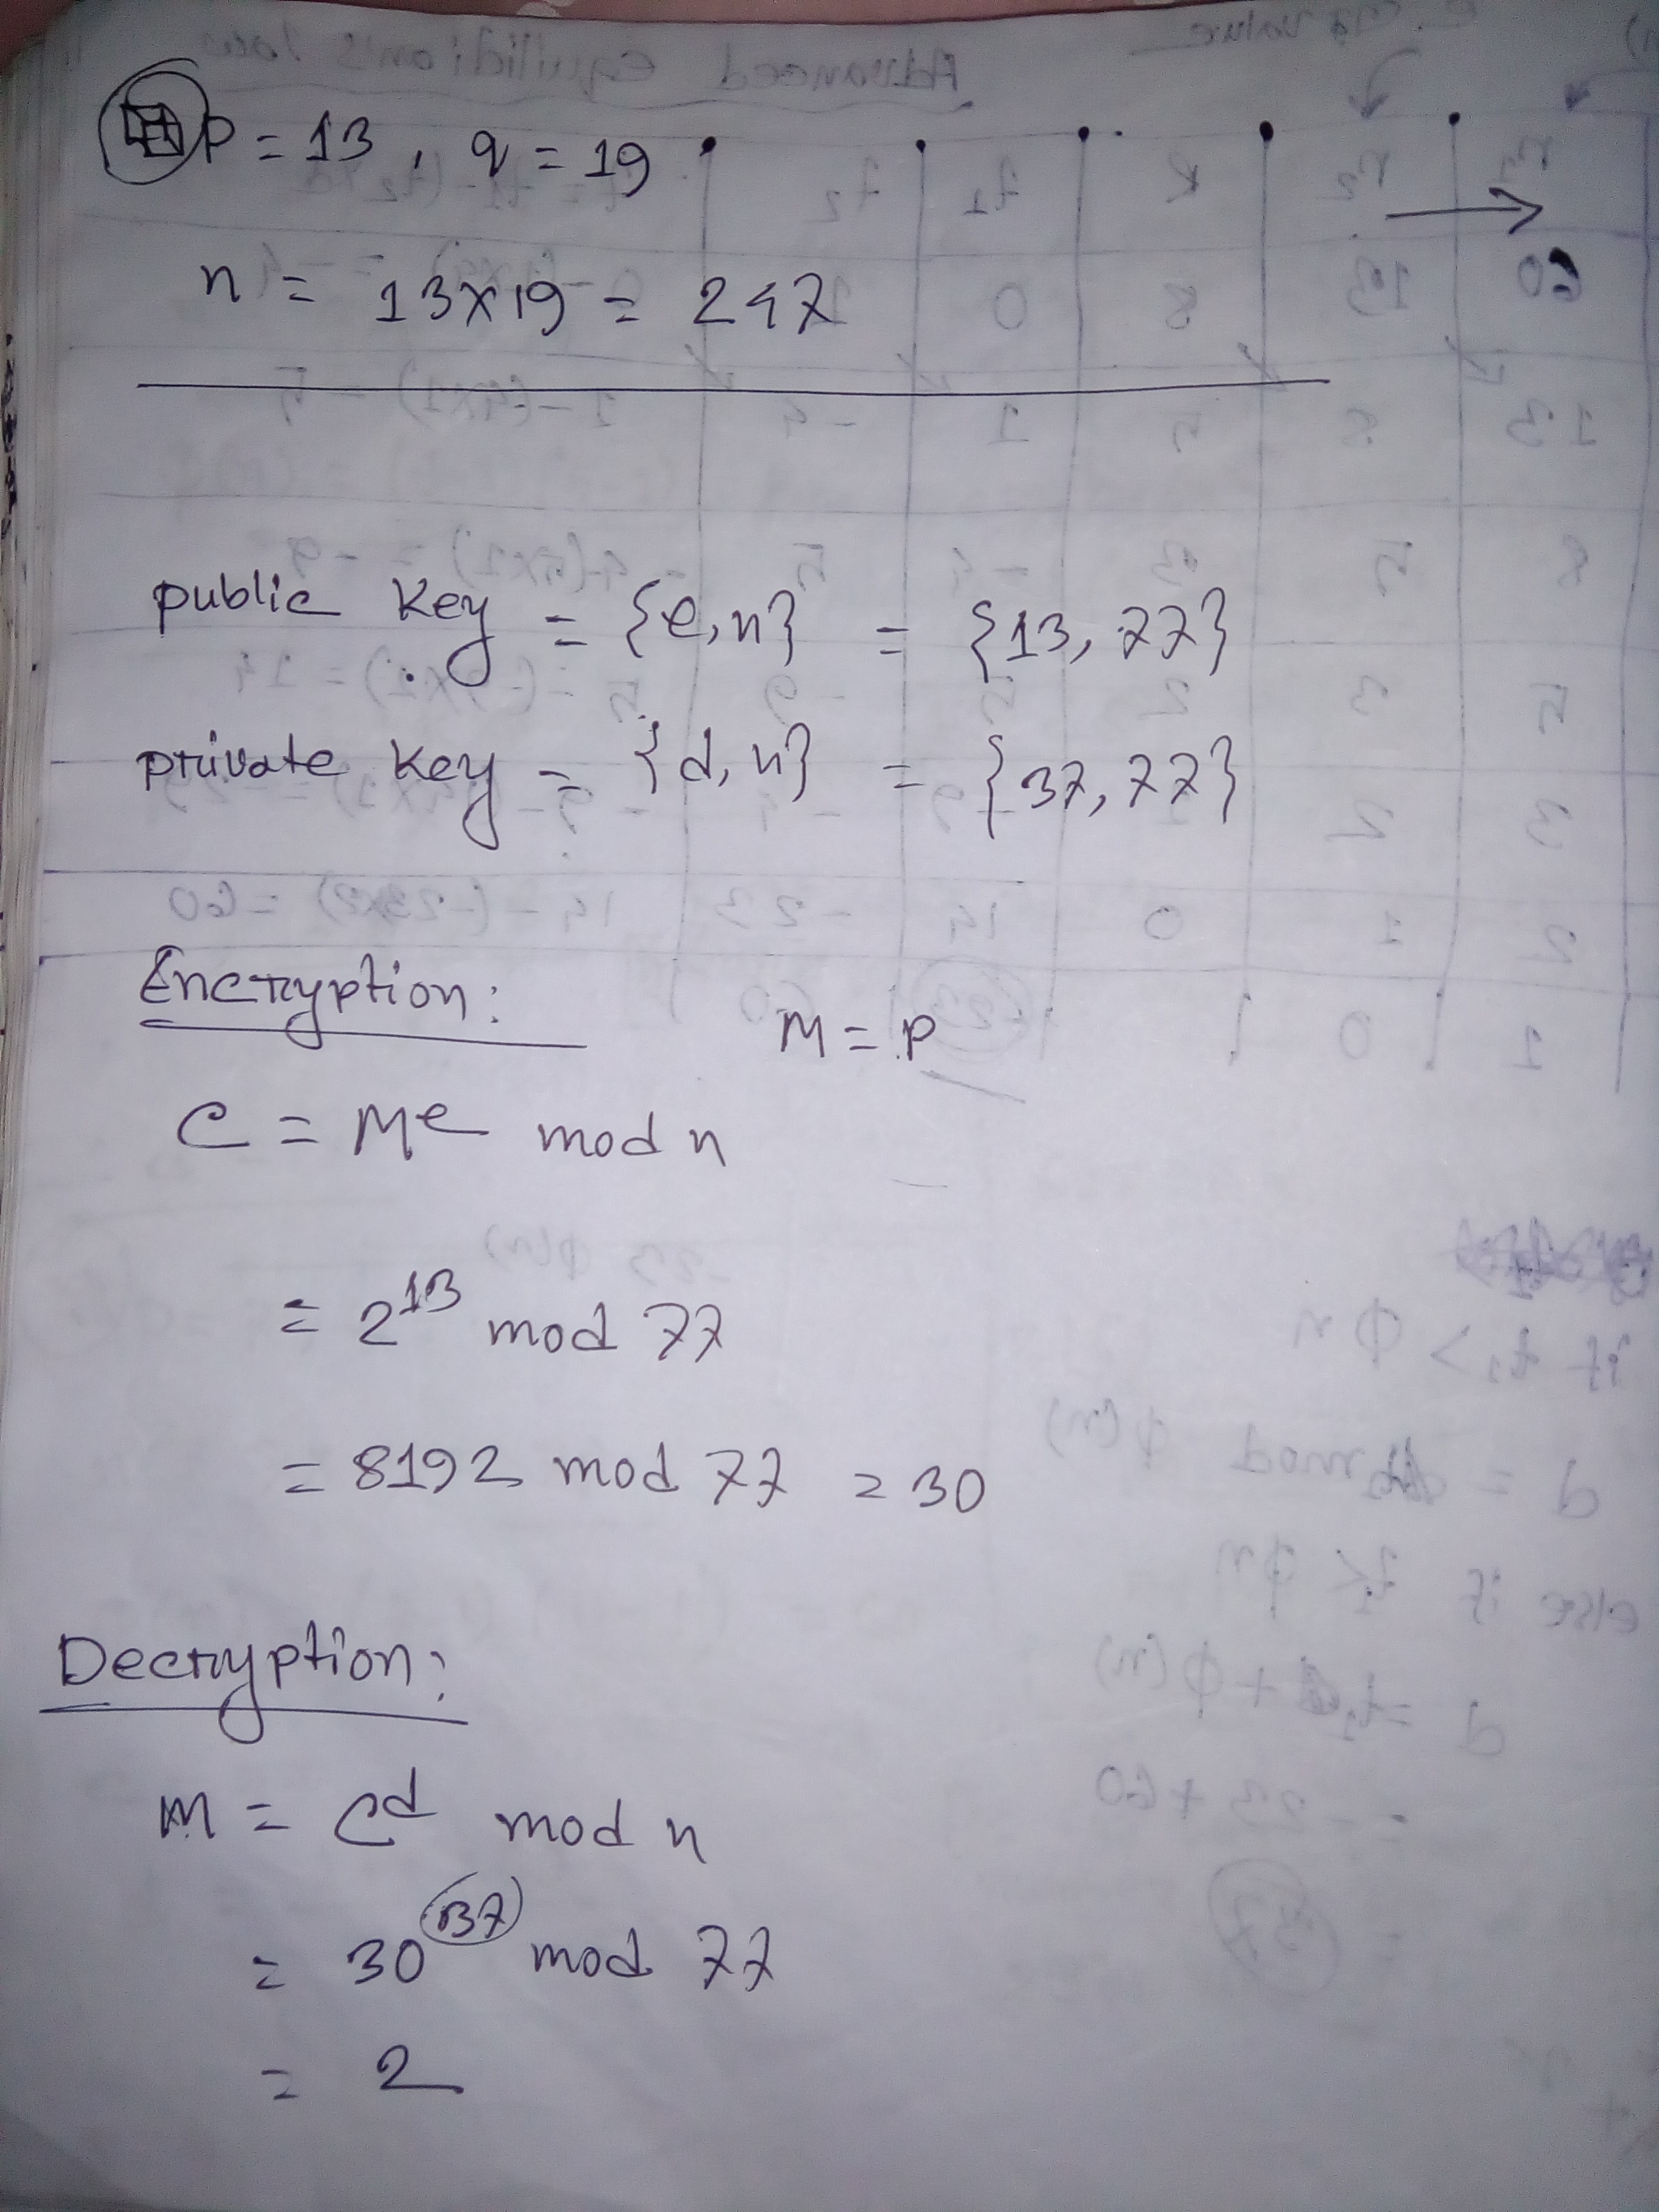 P = 13, q = 19
n = 13×19 = 247
public key = {e,n} = {13, 77}
private key = {d,n} = {37, 77}
Encryption:
M = P
C = M^e mod n
= 2^13 mod 77
= 8192 mod 77 = 30
Decryption:
M = C^d mod n
= 30^37 mod 77
= 2